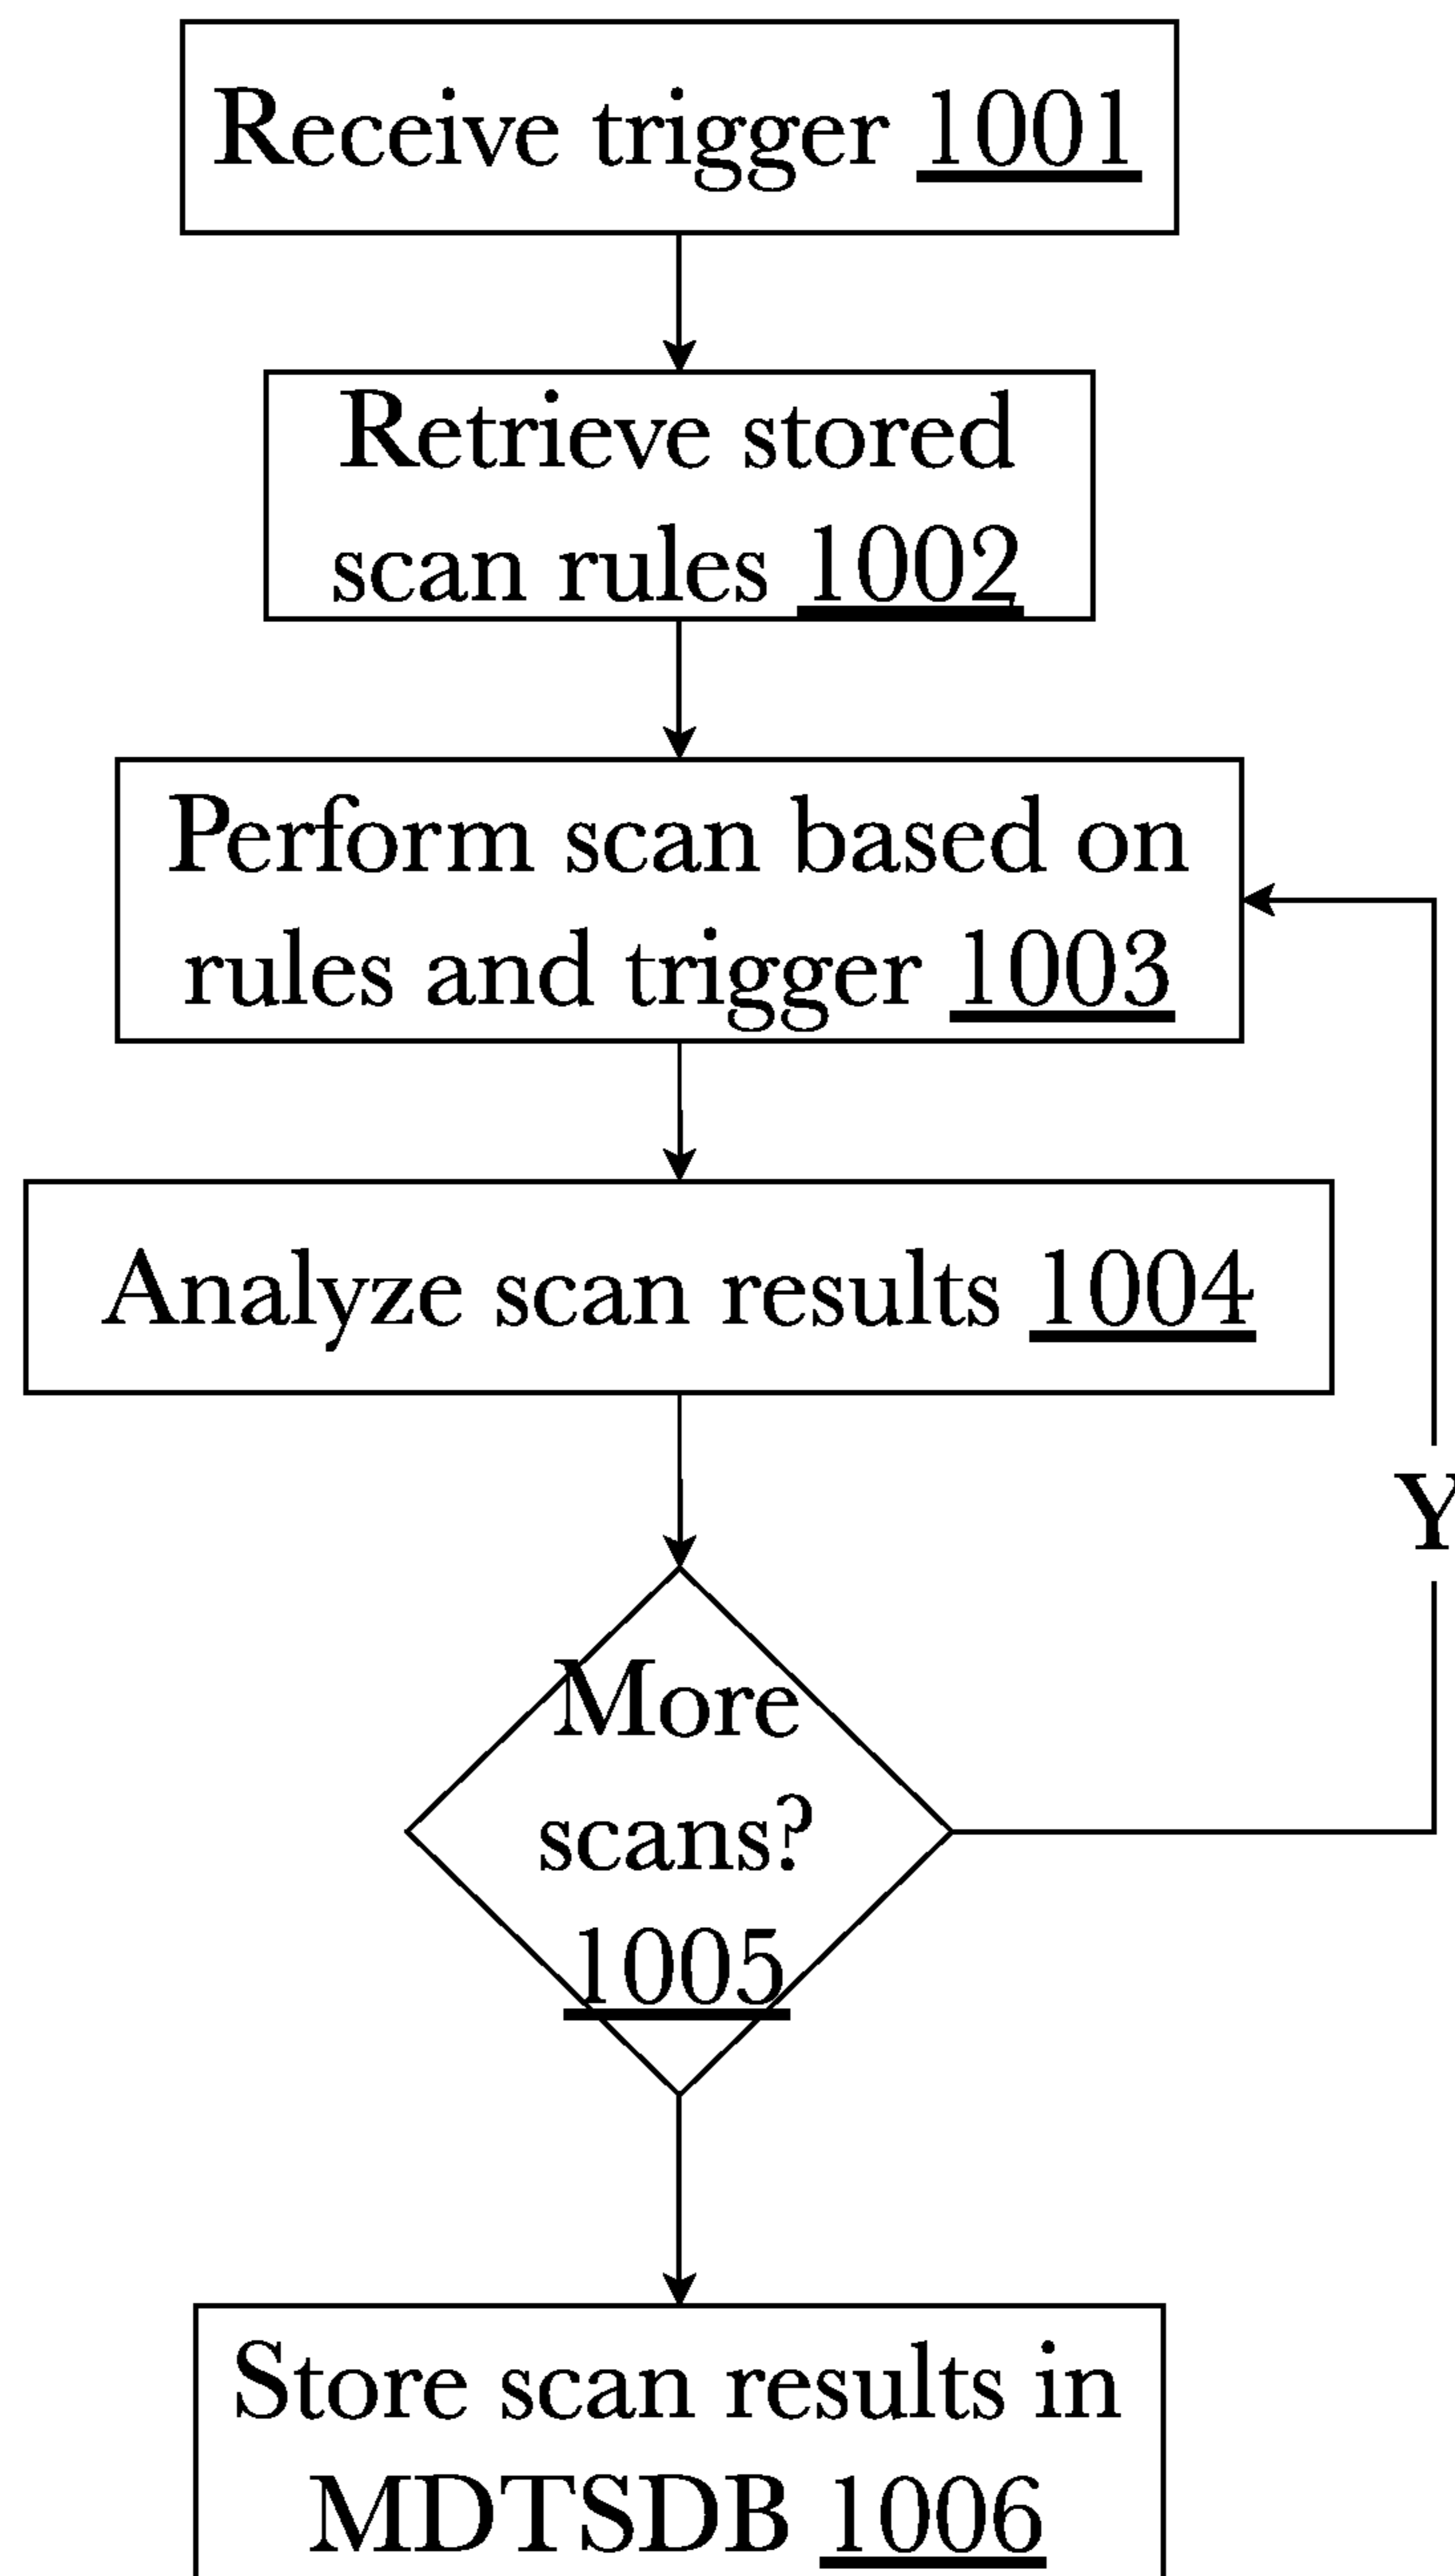 Receive trigger 1001
Retrieve stored
scan rules 1002
Perform scan based on
rules and trigger 1003
Analyze scan results 1004
Y
More
scans?
1005
Store scan results in
MDTSDB 1006